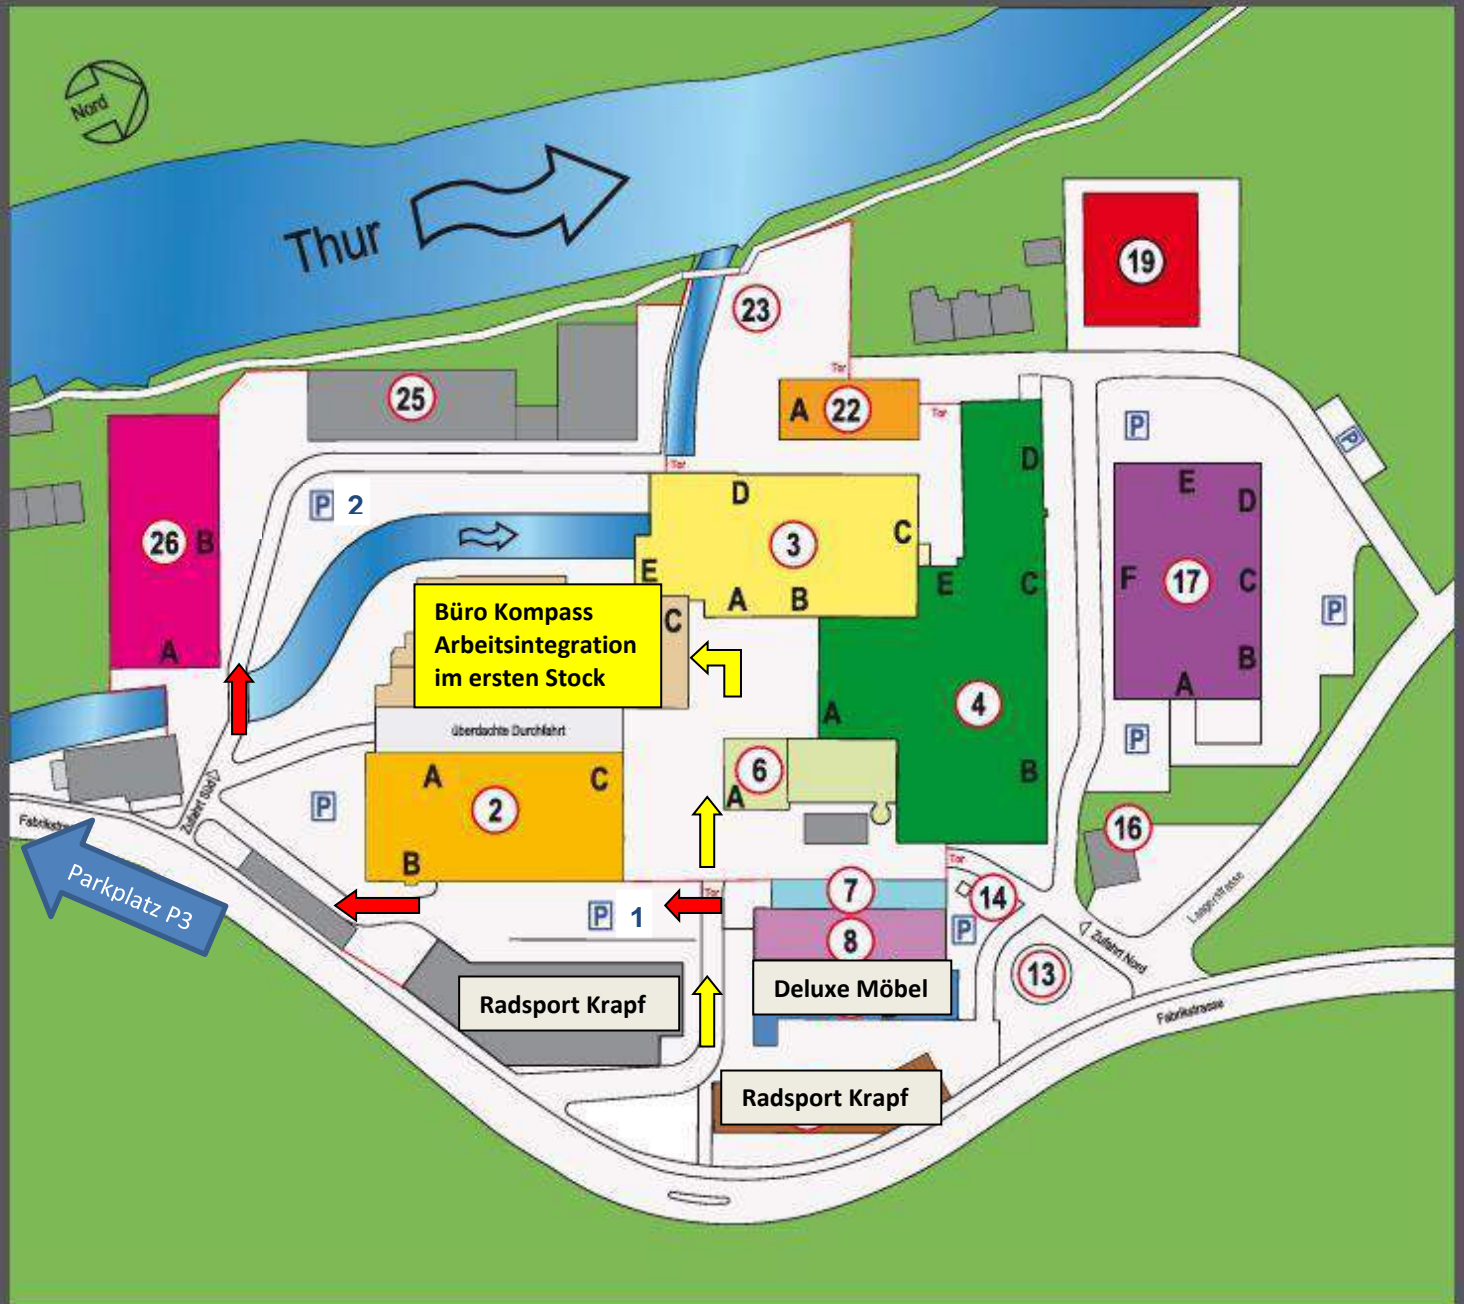 Nord
Thur
19
23
Tor
25
A 22
Tor
P
P
D
Tor
E
D
D
P 2
26 B
3
C
E
F
17
C
E
C
P
A
B
Büro Kompass
Arbeitsintegration
im ersten Stock
C
A
B
A
A
4
überdachte Durchfahrt
P
6
B
A
C
A
2
P
Zufahrt Süd
16
B
Parkplatz P3
Tor
Tor
7
14
P 1
8
P
Laagerstrasse
Zufahrt Nord
13
Deluxe Möbel
Radsport Krapf
Fabrikstrasse
Radsport Krapf